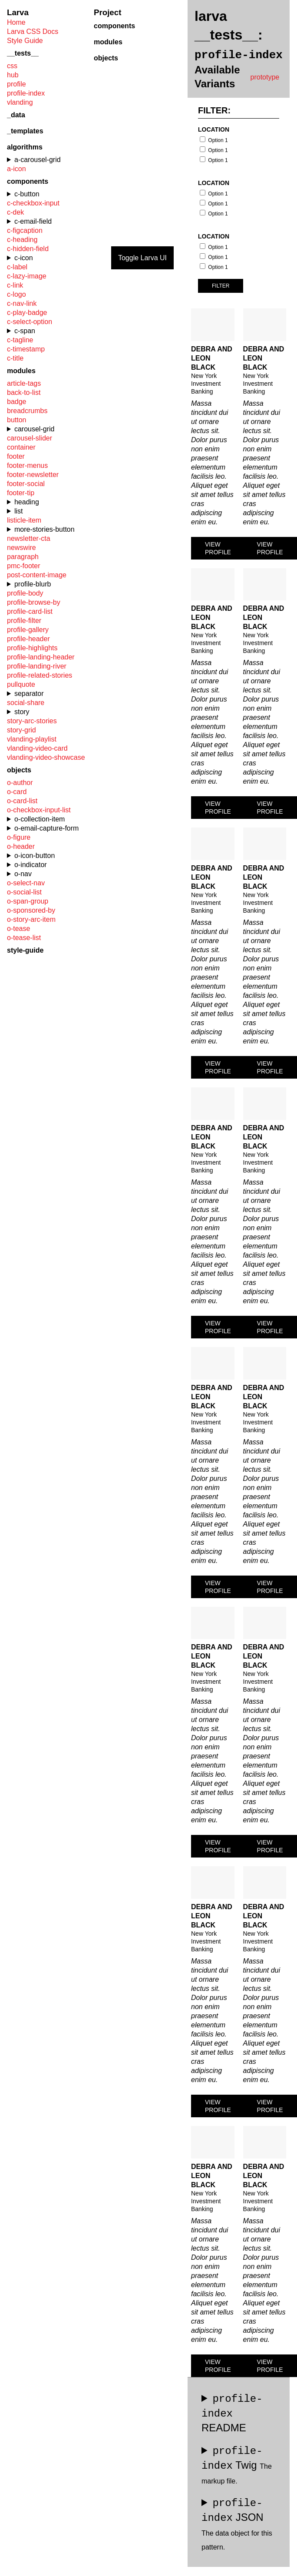 Larva
Home
Larva CSS Docs
Style Guide
__tests__
css
hub
profile
profile-index
vlanding
_data
_templates
algorithms
a-carousel-grid
a-icon
components
c-button
c-checkbox-input
c-dek
c-email-field
c-figcaption
c-heading
c-hidden-field
c-icon
c-label
c-lazy-image
c-link
c-logo
c-nav-link
c-play-badge
c-select-option
c-span
c-tagline
c-timestamp
c-title
modules
article-tags
back-to-list
badge
breadcrumbs
button
carousel-grid
carousel-slider
container
footer
footer-menus
footer-newsletter
footer-social
footer-tip
heading
list
listicle-item
more-stories-button
newsletter-cta
newswire
paragraph
pmc-footer
post-content-image
profile-blurb
profile-body
profile-browse-by
profile-card-list
profile-filter
profile-gallery
profile-header
profile-highlights
profile-landing-header
profile-landing-river
profile-related-stories
pullquote
separator
social-share
story
story-arc-stories
story-grid
vlanding-playlist
vlanding-video-card
vlanding-video-showcase
objects
o-author
o-card
o-card-list
o-checkbox-input-list
o-collection-item
o-email-capture-form
o-figure
o-header
o-icon-button
o-indicator
o-nav
o-select-nav
o-social-list
o-span-group
o-sponsored-by
o-story-arc-item
o-tease
o-tease-list
style-guide
Project
components
modules
objects
Toggle Larva UI
larva
__tests__:
profile-index
Available
Variants
prototype
FILTER:
LOCATION
Option 1
Option 1
Option 1
LOCATION
Option 1
Option 1
Option 1
LOCATION
Option 1
Option 1
Option 1
FILTER
DEBRA AND DEBRA AND
LEON LEON
BLACK BLACK
New York New York
Investment Investment
Banking Banking
Massa Massa
tincidunt dui tincidunt dui
ut ornare ut ornare
lectus sit. lectus sit.
Dolor purus Dolor purus
non enim non enim
praesent praesent
elementum elementum
facilisis leo. facilisis leo.
Aliquet eget Aliquet eget
sit amet tellus sit amet tellus
cras cras
adipiscing adipiscing
enim eu. enim eu.
VIEW VIEW
PROFILE PROFILE
DEBRA AND DEBRA AND
LEON LEON
BLACK BLACK
New York New York
Investment Investment
Banking Banking
Massa Massa
tincidunt dui tincidunt dui
ut ornare ut ornare
lectus sit. lectus sit.
Dolor purus Dolor purus
non enim non enim
praesent praesent
elementum elementum
facilisis leo. facilisis leo.
Aliquet eget Aliquet eget
sit amet tellus sit amet tellus
cras cras
adipiscing adipiscing
enim eu. enim eu.
VIEW VIEW
PROFILE PROFILE
DEBRA AND DEBRA AND
LEON LEON
BLACK BLACK
New York New York
Investment Investment
Banking Banking
Massa Massa
tincidunt dui tincidunt dui
ut ornare ut ornare
lectus sit. lectus sit.
Dolor purus Dolor purus
non enim non enim
praesent praesent
elementum elementum
facilisis leo. facilisis leo.
Aliquet eget Aliquet eget
sit amet tellus sit amet tellus
cras cras
adipiscing adipiscing
enim eu. enim eu.
VIEW VIEW
PROFILE PROFILE
DEBRA AND DEBRA AND
LEON LEON
BLACK BLACK
New York New York
Investment Investment
Banking Banking
Massa Massa
tincidunt dui tincidunt dui
ut ornare ut ornare
lectus sit. lectus sit.
Dolor purus Dolor purus
non enim non enim
praesent praesent
elementum elementum
facilisis leo. facilisis leo.
Aliquet eget Aliquet eget
sit amet tellus sit amet tellus
cras cras
adipiscing adipiscing
enim eu. enim eu.
VIEW VIEW
PROFILE PROFILE
DEBRA AND DEBRA AND
LEON LEON
BLACK BLACK
New York New York
Investment Investment
Banking Banking
Massa Massa
tincidunt dui tincidunt dui
ut ornare ut ornare
lectus sit. lectus sit.
Dolor purus Dolor purus
non enim non enim
praesent praesent
elementum elementum
facilisis leo. facilisis leo.
Aliquet eget Aliquet eget
sit amet tellus sit amet tellus
cras cras
adipiscing adipiscing
enim eu. enim eu.
VIEW VIEW
PROFILE PROFILE
DEBRA AND DEBRA AND
LEON LEON
BLACK BLACK
New York New York
Investment Investment
Banking Banking
Massa Massa
tincidunt dui tincidunt dui
ut ornare ut ornare
lectus sit. lectus sit.
Dolor purus Dolor purus
non enim non enim
praesent praesent
elementum elementum
facilisis leo. facilisis leo.
Aliquet eget Aliquet eget
sit amet tellus sit amet tellus
cras cras
adipiscing adipiscing
enim eu. enim eu.
VIEW VIEW
PROFILE PROFILE
DEBRA AND DEBRA AND
LEON LEON
BLACK BLACK
New York New York
Investment Investment
Banking Banking
Massa Massa
tincidunt dui tincidunt dui
ut ornare ut ornare
lectus sit. lectus sit.
Dolor purus Dolor purus
non enim non enim
praesent praesent
elementum elementum
facilisis leo. facilisis leo.
Aliquet eget Aliquet eget
sit amet tellus sit amet tellus
cras cras
adipiscing adipiscing
enim eu. enim eu.
VIEW VIEW
PROFILE PROFILE
DEBRA AND DEBRA AND
LEON LEON
BLACK BLACK
New York New York
Investment Investment
Banking Banking
Massa Massa
tincidunt dui tincidunt dui
ut ornare ut ornare
lectus sit. lectus sit.
Dolor purus Dolor purus
non enim non enim
praesent praesent
elementum elementum
facilisis leo. facilisis leo.
Aliquet eget Aliquet eget
sit amet tellus sit amet tellus
cras cras
adipiscing adipiscing
enim eu. enim eu.
VIEW VIEW
PROFILE PROFILE
profile-
index
README
profile-
index Twig The
markup file.
profile-
index JSON
The data object for this
pattern.